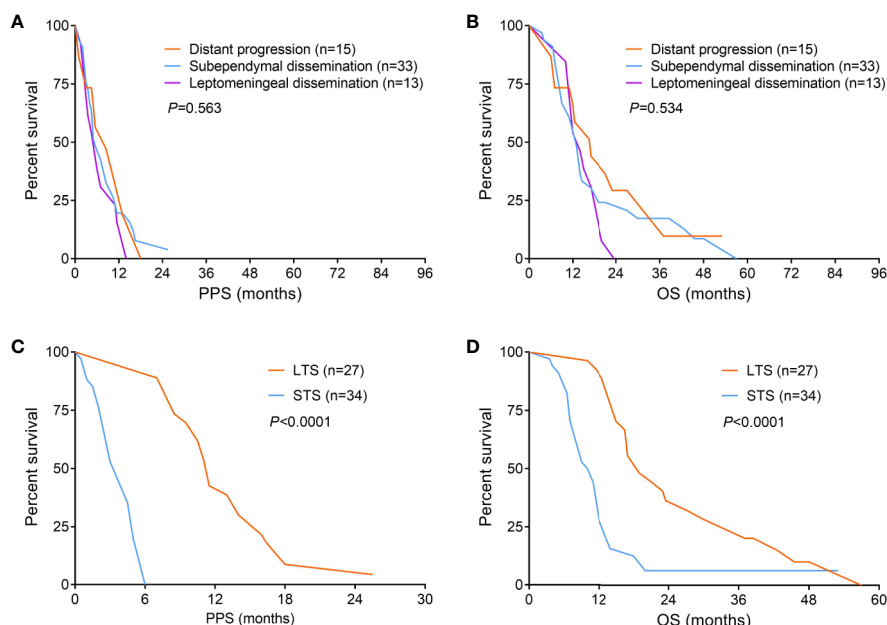 A
Percent survival
100
75
50
25
0
Distant progression (n=15)
Subependymal dissemination (n=33)
Leptomeningeal dissemination (n=13)
P=0.563
0 12 24 36 48 60 72 84 96
PPS (months)
B
Percent survival
100
75
50
25
0
Distant progression (n=15)
Subependymal dissemination (n=33)
Leptomeningeal dissemination (n=13)
P=0.534
0 12 24 36 48 60 72 84 96
OS (months)
C
Percent survival
100
75
50
25
0
LTS (n=27)
STS (n=34)
P<0.0001
0 6 12 18 24 30
PPS (months)
D
Percent survival
100
75
50
25
0
LTS (n=27)
STS (n=34)
P<0.0001
0 12 24 36 48 60
OS (months)